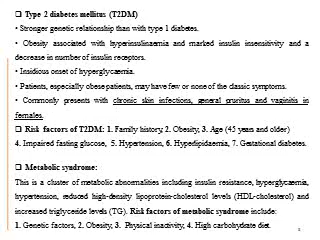 ❑ Type 2 diabetes mellitus (T2DM)
• Stronger genetic relationship than with type 1 diabetes.
• Obesity associated with hyperinsulinaemia and marked insulin insensitivity and a
decrease in number of insulin receptors.
• Insidious onset of hyperglycaemia.
• Patients, especially obese patients, may have few or none of the classic symptoms.
• Commonly presents with chronic skin infections, general pruritus and vaginitis in
females.
❑ Risk factors of T2DM: 1. Family history, 2. Obesity, 3. Age (45 years and older)
4. Impaired fasting glucose, 5. Hypertension, 6. Hyperlipidaemia, 7. Gestational diabetes.
❑ Metabolic syndrome:
This is a cluster of metabolic abnormalities including insulin resistance, hyperglycaemia,
hypertension, reduced high-density lipoprotein-cholesterol levels (HDL-cholesterol) and
increased triglyceride levels (TG). Risk factors of metabolic syndrome include:
1. Genetic factors, 2. Obesity, 3. Physical inactivity, 4. High carbohydrate diet.